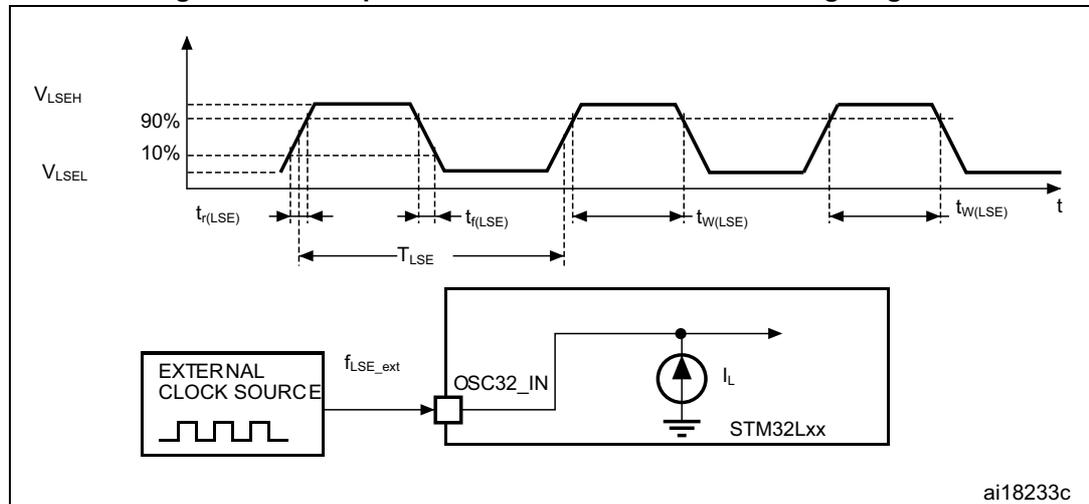 V_LSEH
90%
10%
V_LSEL
t_r(LSE)
t_f(LSE)
t_W(LSE)
t_W(LSE)
t
T_LSE
EXTERNAL
CLOCK SOURCE
f_LSE_ext
OSC32_IN
I_L
STM32Lxx
ai18233c